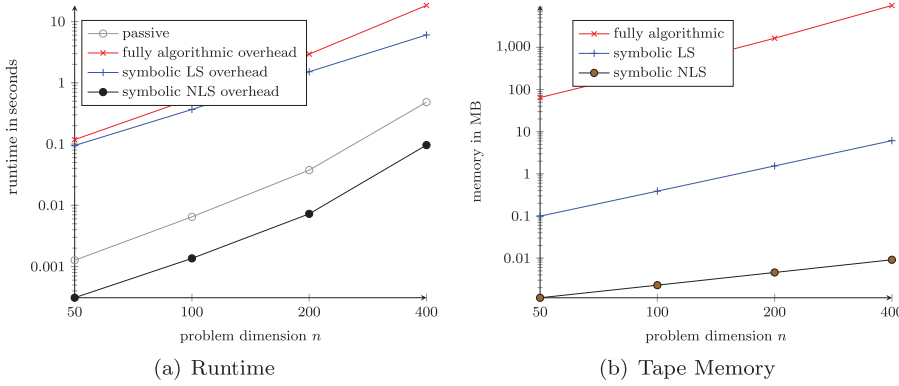 10
1
0.1
0.01
0.001
50
100
200
400
runtime in seconds
problem dimension n
passive
fully algorithmic overhead
symbolic LS overhead
symbolic NLS overhead
(a) Runtime
1,000
100
10
1
0.1
0.01
50
100
200
400
memory in MB
problem dimension n
fully algorithmic
symbolic LS
symbolic NLS
(b) Tape Memory